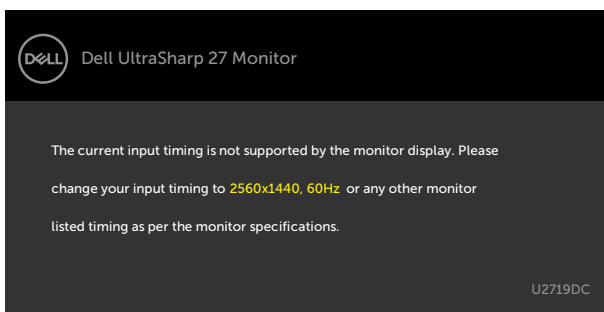 DELL
Dell UltraSharp 27 Monitor
The current input timing is not supported by the monitor display. Please
change your input timing to 2560x1440, 60Hz or any other monitor
listed timing as per the monitor specifications.
U2719DC